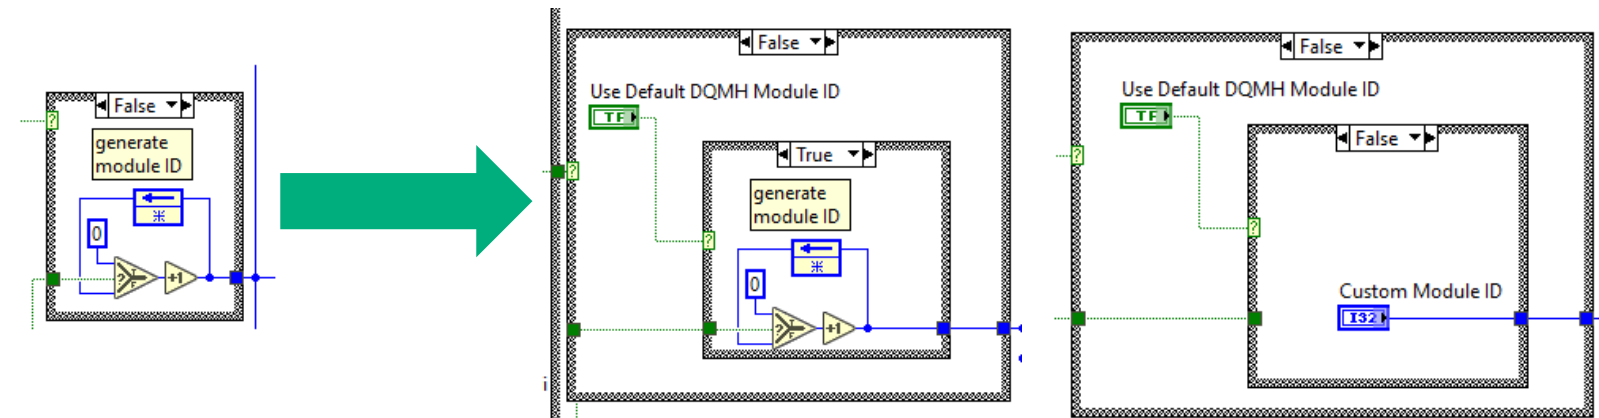 False
?
generate
module ID
0
?
T
F
+1
False
Use Default DQMH Module ID
TF
?
True
generate
module ID
?
0
?
T
F
+1
i
False
Use Default DQMH Module ID
TF
?
False
?
Custom Module ID
I32